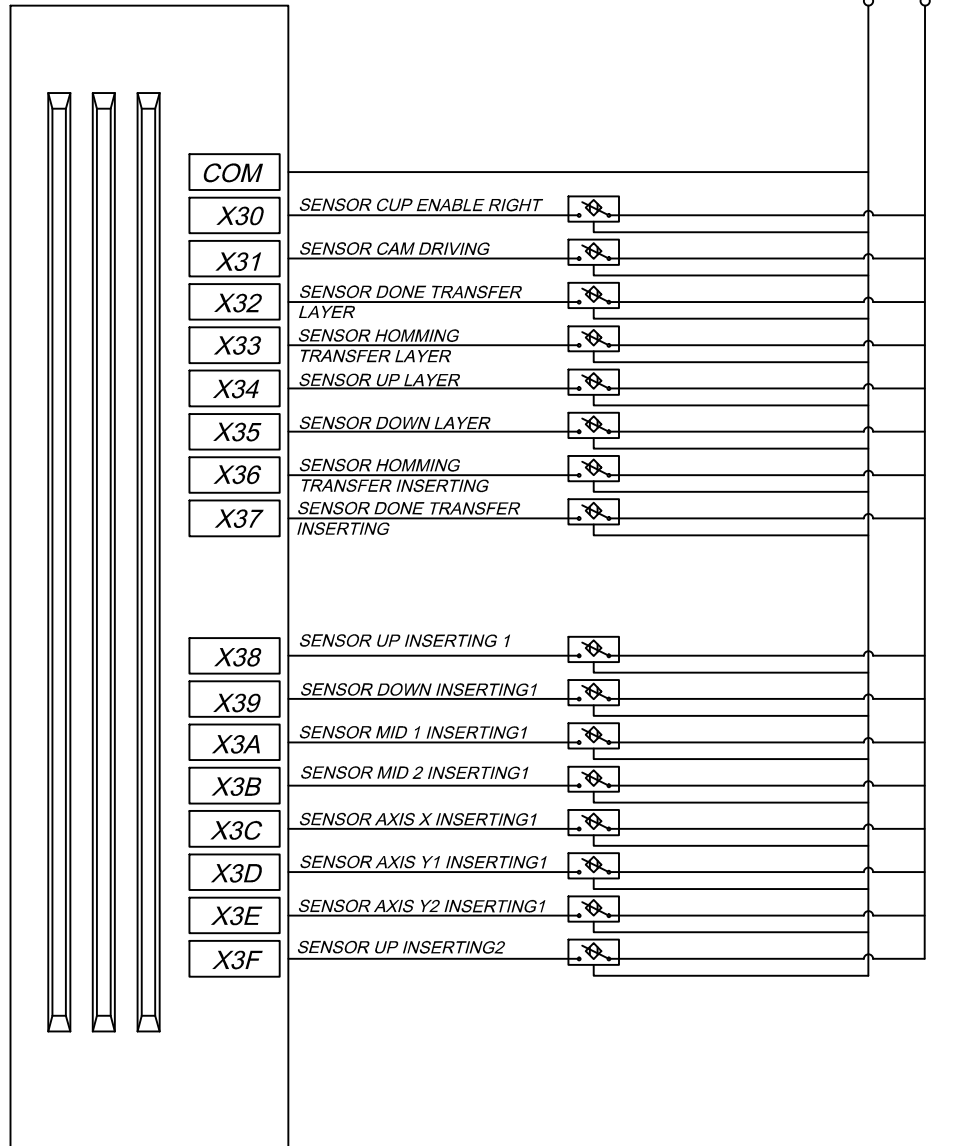 COM
X30
SENSOR CUP ENABLE RIGHT
X31
SENSOR CAM DRIVING
X32
SENSOR DONE TRANSFER
LAYER
X33
SENSOR HOMMING
TRANSFER LAYER
X34
SENSOR UP LAYER
X35
SENSOR DOWN LAYER
X36
SENSOR HOMMING
TRANSFER INSERTING
X37
SENSOR DONE TRANSFER
INSERTING
X38
SENSOR UP INSERTING 1
X39
SENSOR DOWN INSERTING1
X3A
SENSOR MID 1 INSERTING1
X3B
SENSOR MID 2 INSERTING1
X3C
SENSOR AXIS X INSERTING1
X3D
SENSOR AXIS Y1 INSERTING1
X3E
SENSOR AXIS Y2 INSERTING1
X3F
SENSOR UP INSERTING2